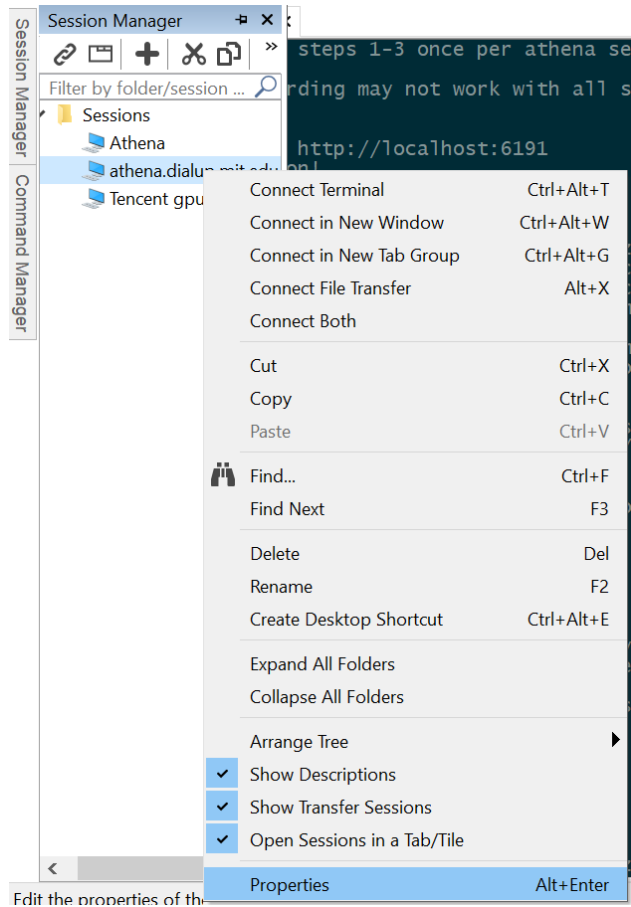 Session Manager
Command Manager
Session Manager
Filter by folder/session ...
Sessions
Athena
athena.dialup.mit.edu
Tencent gpu
steps 1-3 once per athena se
rding may not work with all s
http://localhost:6191
on!
Connect Terminal Ctrl+Alt+T
Connect in New Window Ctrl+Alt+W
Connect in New Tab Group Ctrl+Alt+G
Connect File Transfer Alt+X
Connect Both
Cut Ctrl+X
Copy Ctrl+C
Paste Ctrl+V
Find... Ctrl+F
Find Next F3
Delete Del
Rename F2
Create Desktop Shortcut Ctrl+Alt+E
Expand All Folders
Collapse All Folders
Arrange Tree
Show Descriptions
Show Transfer Sessions
Open Sessions in a Tab/Tile
Properties Alt+Enter
Edit the properties of the